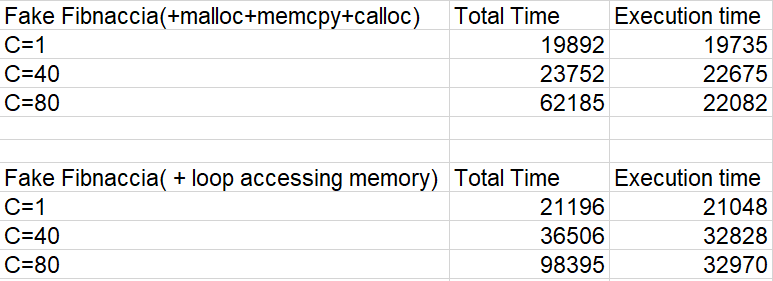 Fake Fibnaccia(+malloc+memcpy+calloc) Total Time Execution time
C=1 19892 19735
C=40 23752 22675
C=80 62185 22082
Fake Fibnaccia( + loop accessing memory) Total Time Execution time
C=1 21196 21048
C=40 36506 32828
C=80 98395 32970